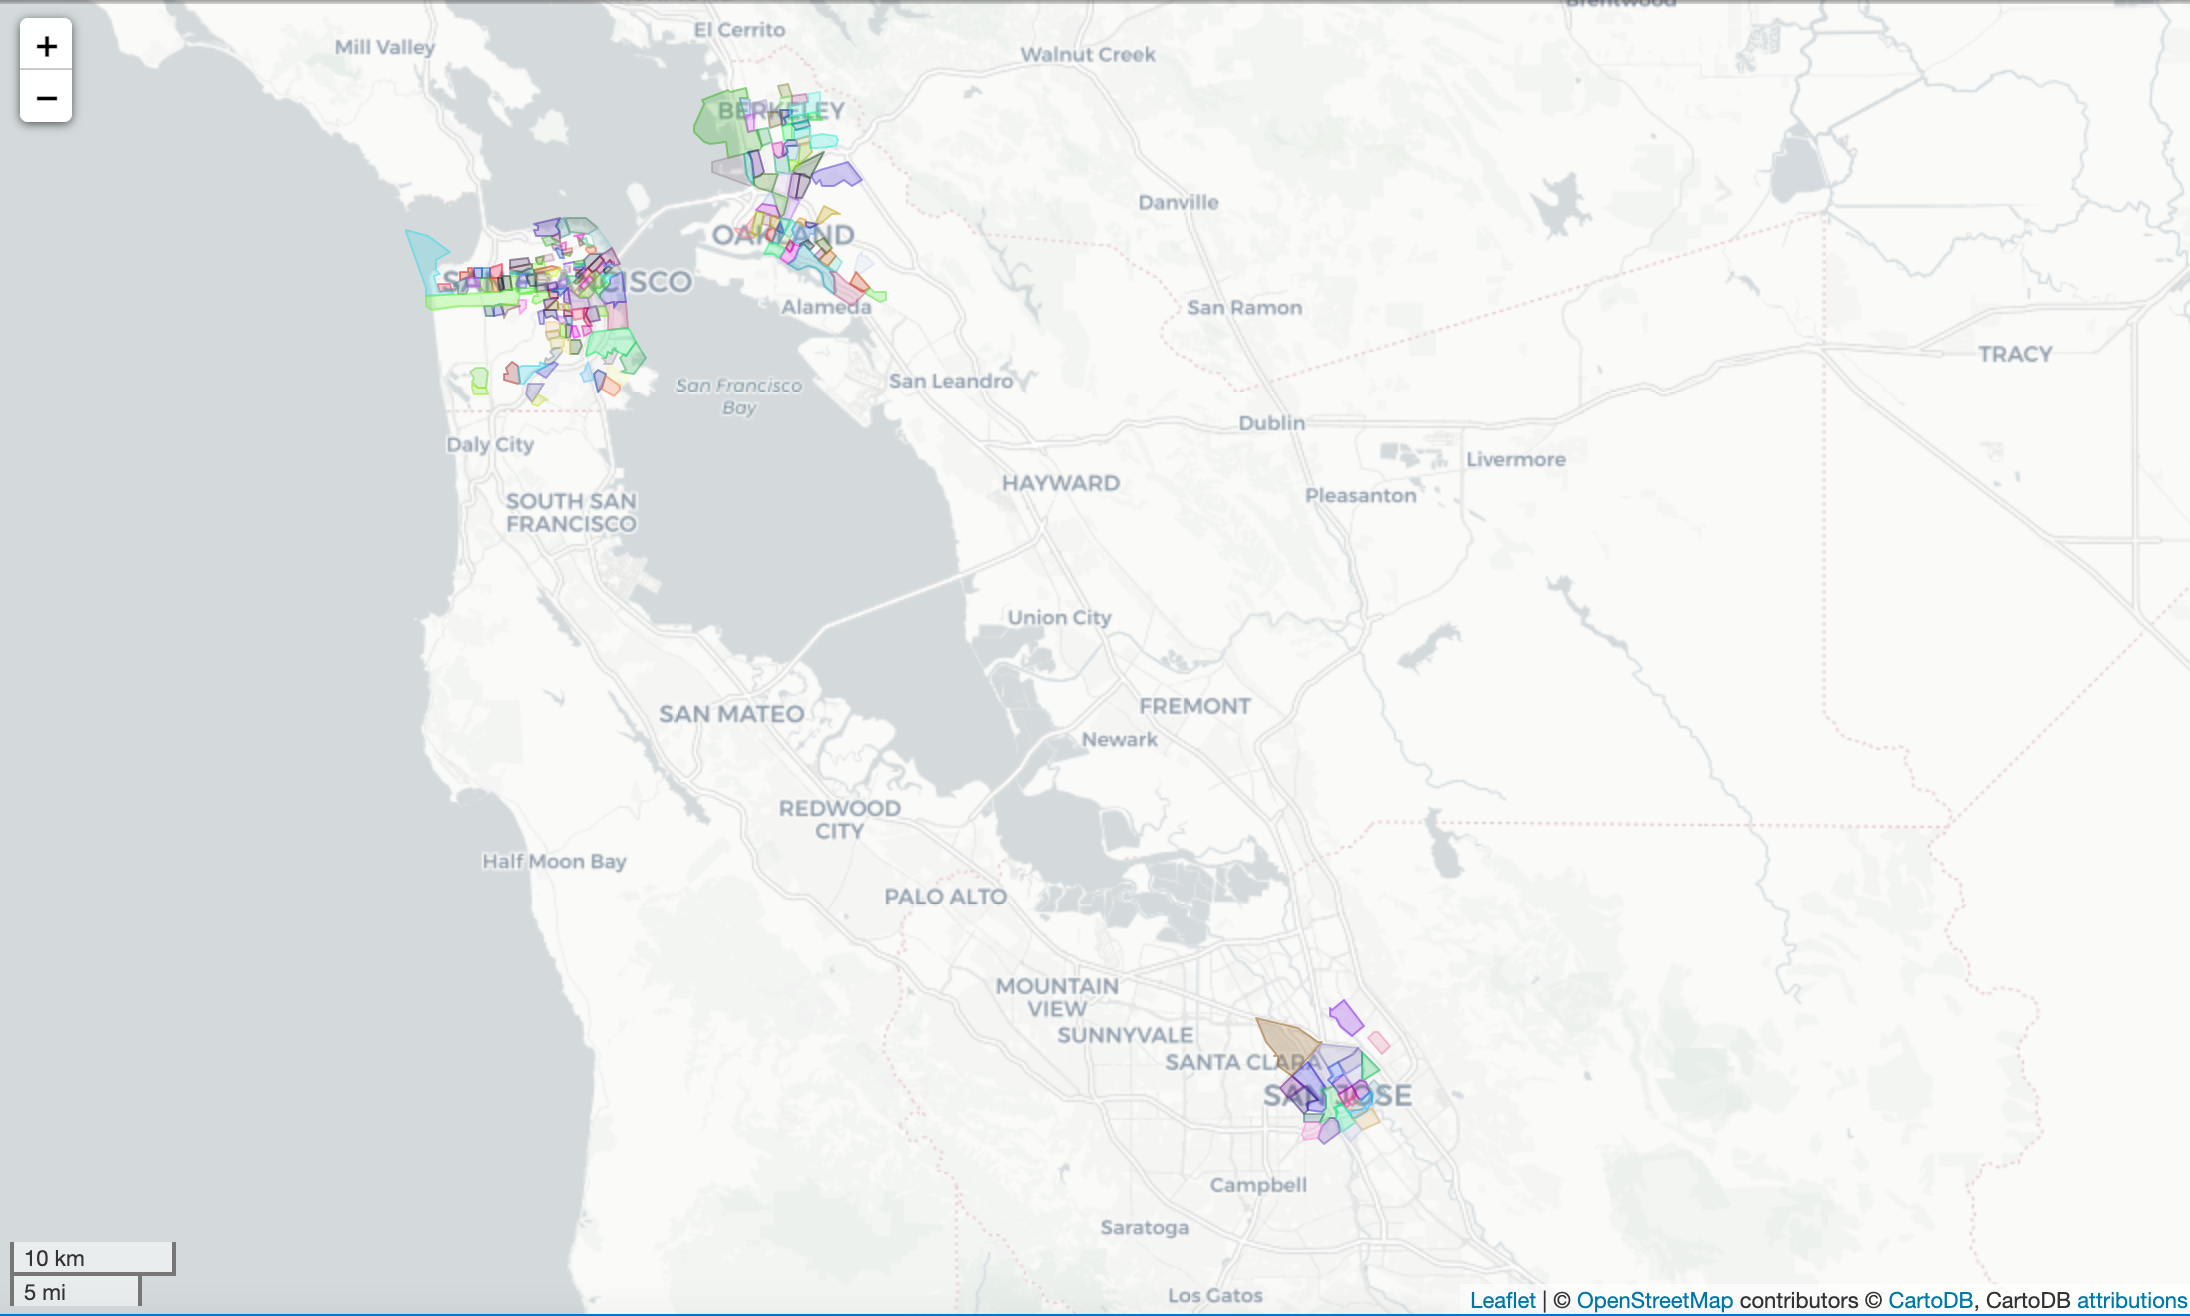 +
−
Mill Valley
El Cerrito
Walnut Creek
Brentwood
BERKELEY
Danville
OAKLAND
SAN FRANCISCO
Alameda
San Ramon
TRACY
San Francisco
Bay
San Leandro
Dublin
Daly City
Livermore
HAYWARD
Pleasanton
SOUTH SAN
FRANCISCO
Union City
SAN MATEO
FREMONT
Newark
REDWOOD
CITY
Half Moon Bay
PALO ALTO
MOUNTAIN
VIEW
SUNNYVALE
SANTA CLARA
SAN JOSE
Campbell
Saratoga
Los Gatos
10 km
5 mi
Leaflet | © OpenStreetMap contributors © CartoDB, CartoDB attributions